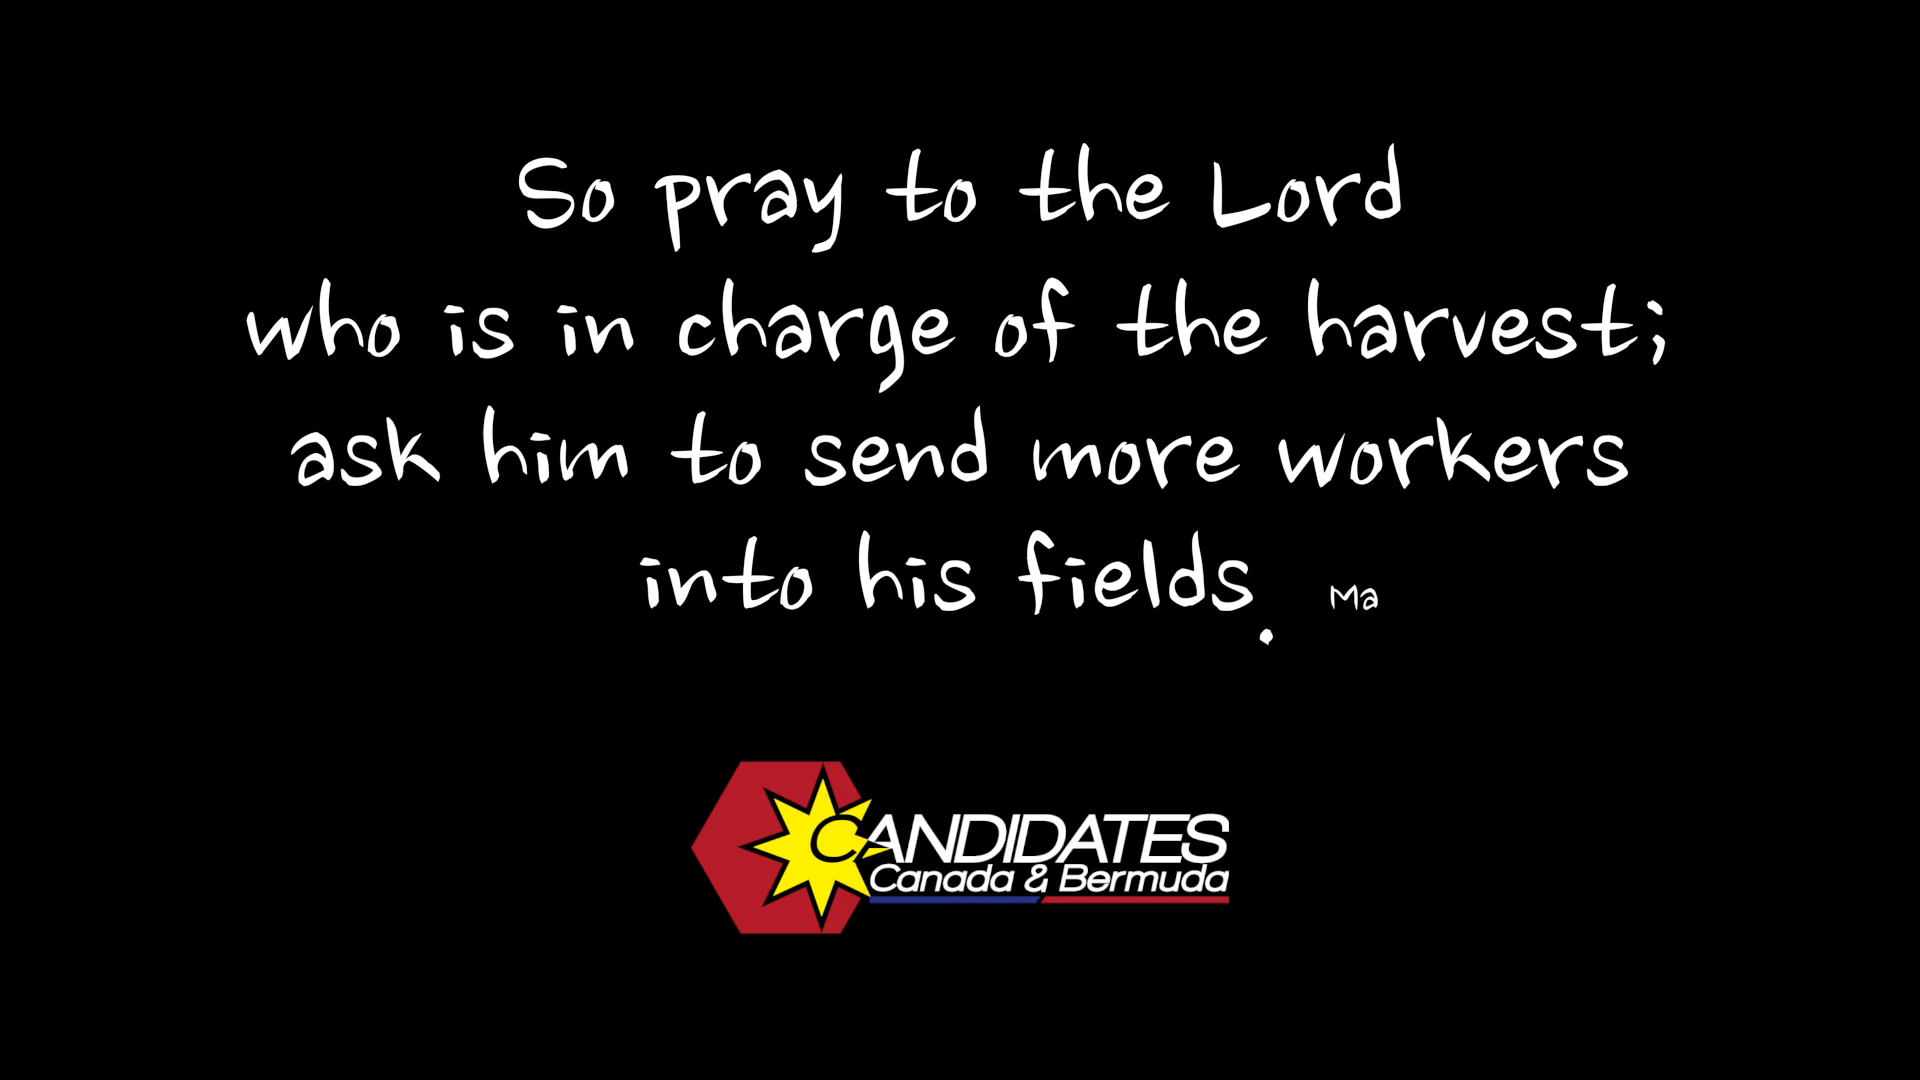 So pray to the Lord
who is in charge of the harvest;
ask him to send more workers
into his fields. Ma
CANDIDATES
Canada & Bermuda